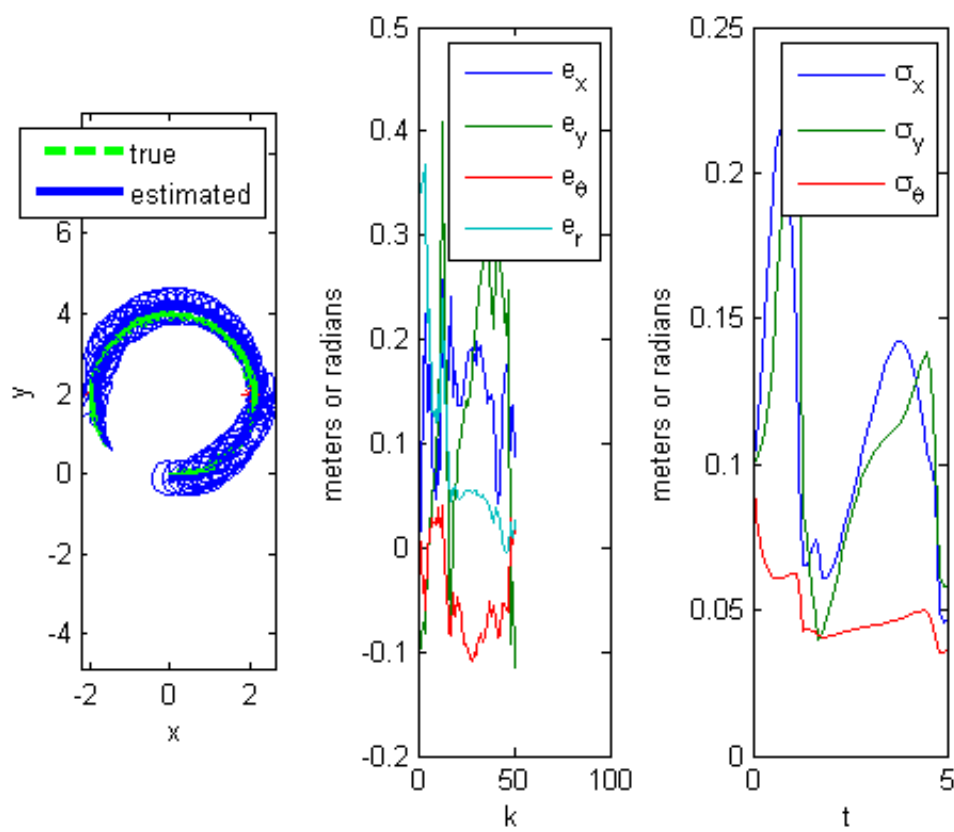 true
estimated
6
4
2
0
-2
-4
y
-2 0 2
x
0.5
0.4
0.3
0.2
0.1
0
-0.1
-0.2
meters or radians
e_x
e_y
e_θ
e_r
0 50 100
k
0.25
0.2
0.15
0.1
0.05
0
meters or radians
σ_x
σ_y
σ_θ
0 5
t